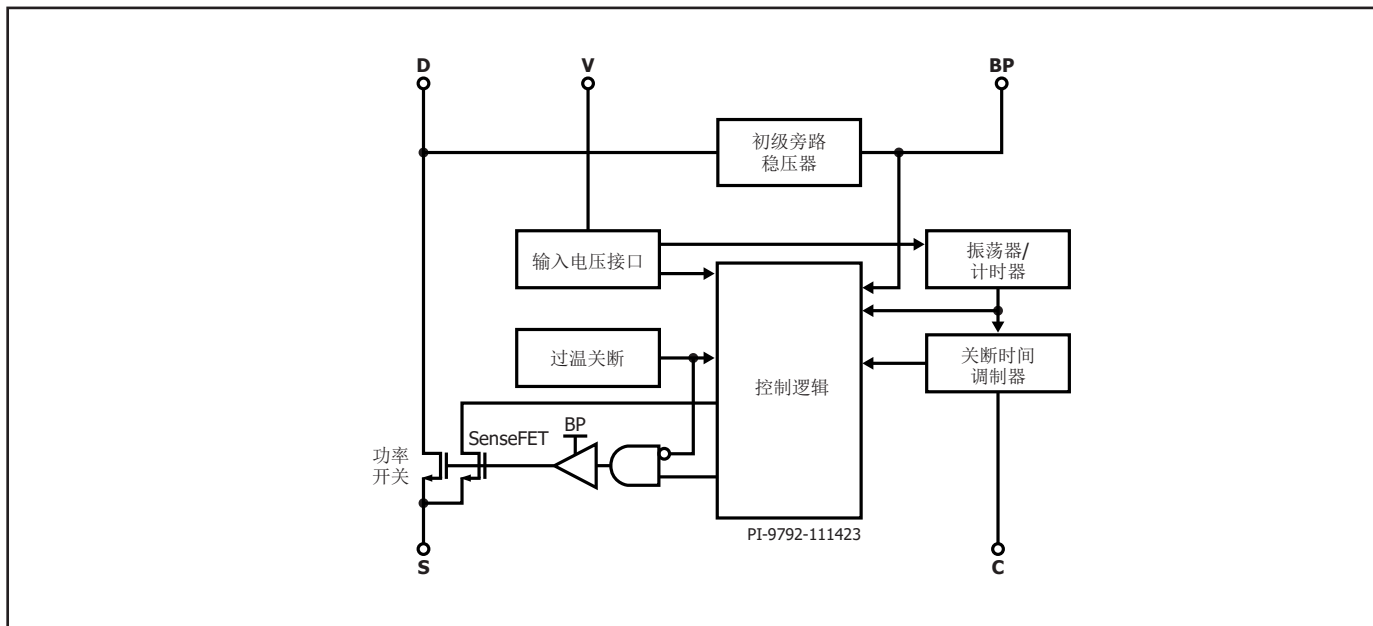 D
V
BP
初级旁路
稳压器
输入电压接口
振荡器/
计时器
过温关断
关断时间
调制器
控制逻辑
BP
SenseFET
功率
开关
PI-9792-111423
S
C